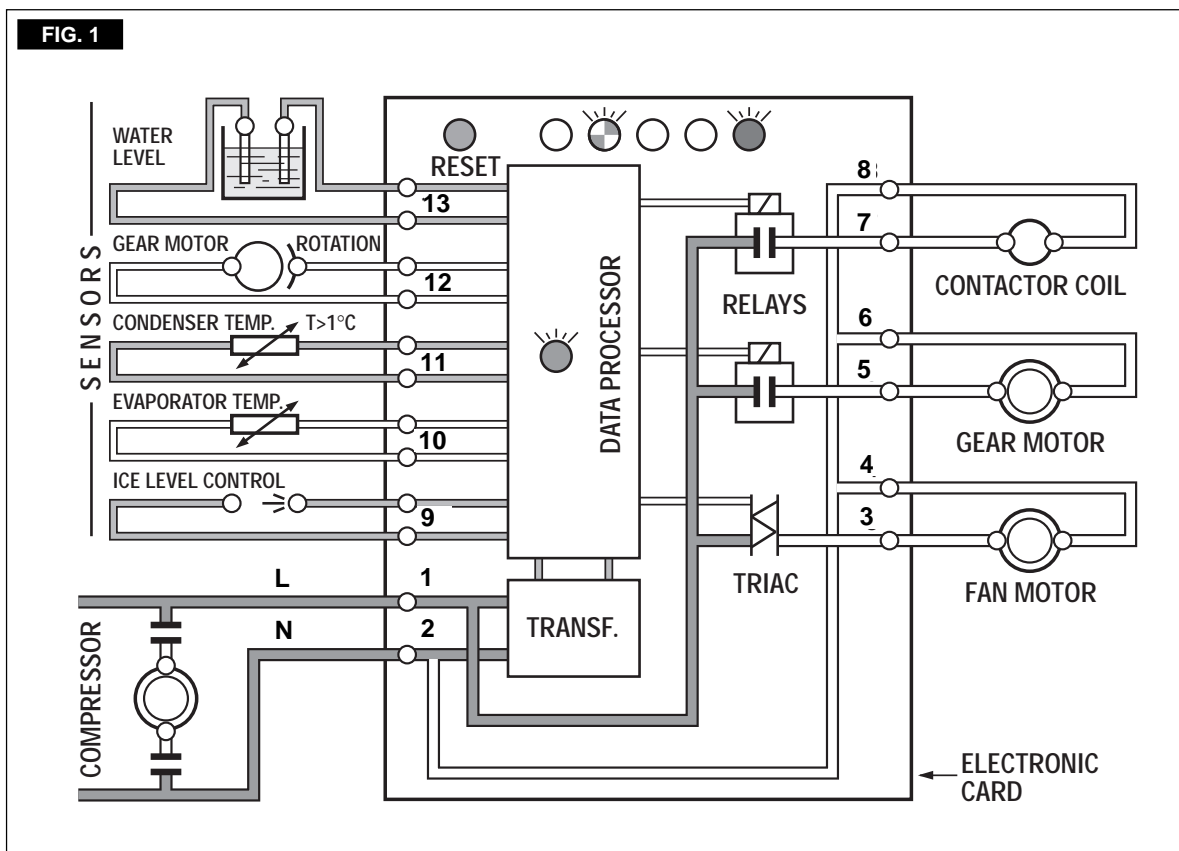 FIG. 1
WATER
LEVEL
RESET
13
GEAR MOTOR
ROTATION
12
CONDENSER TEMP.
T>1°C
11
EVAPORATOR TEMP.
10
ICE LEVEL CONTROL
9
SENSORS
DATA PROCESSOR
RELAYS
TRIAC
TRANSF.
8
7
CONTACTOR COIL
6
5
GEAR MOTOR
4
3
FAN MOTOR
L
1
N
2
COMPRESSOR
ELECTRONIC
CARD